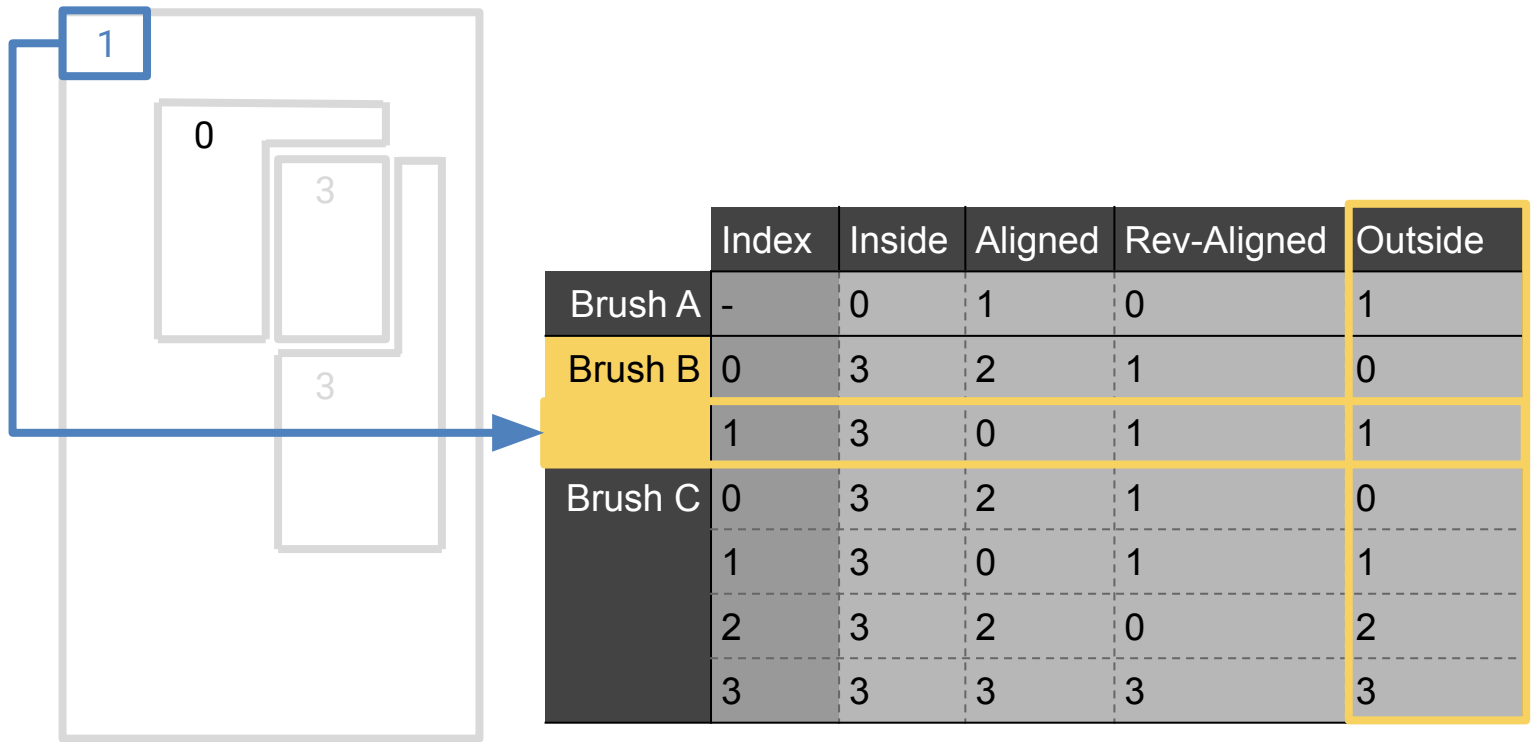 1
0
3
3
Index Inside Aligned Rev-Aligned Outside
Brush A - 0 1 0 1
Brush B 0 3 2 1 0
1 3 0 1 1
Brush C 0 3 2 1 0
1 3 0 1 1
2 3 2 0 2
3 3 3 3 3